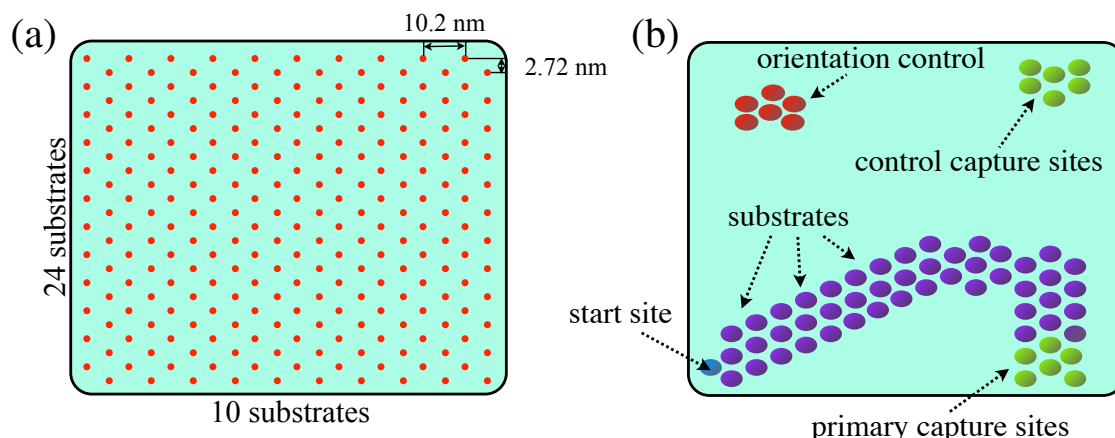 (a)
10.2 nm
2.72 nm
24 substrates
10 substrates
(b)
orientation control
control capture sites
substrates
start site
primary capture sites